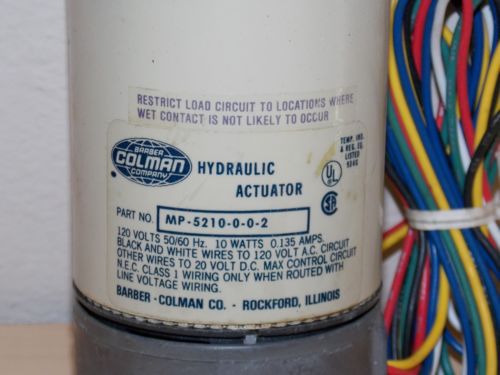 RESTRICT LOAD CIRCUIT TO LOCATIONS WHERE
WET CONTACT IS NOT LIKELY TO OCCUR
BARBER
COLMAN
COMPANY
HYDRAULIC
ACTUATOR
TEMP. IND.
& REG. EQ.
LISTED
UL
PART NO. MP-5210-0-0-2
120 VOLTS 50/60 Hz. 10 WATTS 0.135 AMPS.
BLACK AND WHITE WIRES TO 120 VOLT A.C. CIRCUIT
OTHER WIRES TO 20 VOLT D.C. MAX CONTROL CIRCUIT
N.E.C. CLASS 1 WIRING ONLY WHEN ROUTED WITH
LINE VOLTAGE WIRING.
BARBER-COLMAN CO. - ROCKFORD, ILLINOIS